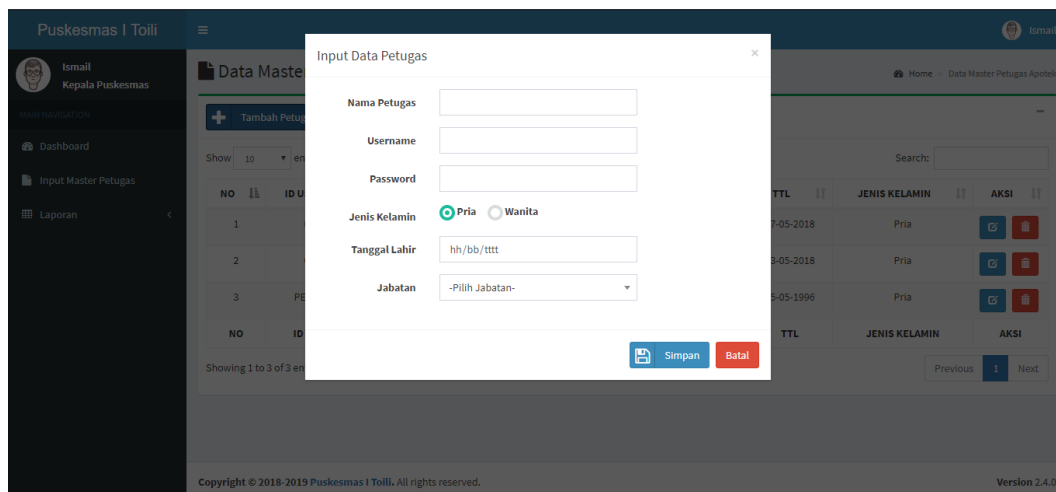 Puskesmas I Toili
Ismail
Ismail
Kepala Puskesmas
MAIN NAVIGATION
Dashboard
Input Master Petugas
Laporan
Data Maste
Home > Data Master Petugas Apotek
Tambah Petug
Show 10 en
Search:
NO ID U TTL JENIS KELAMIN AKSI
1 7-05-2018 Pria
2 3-05-2018 Pria
3 PE 5-05-1996 Pria
NO ID TTL JENIS KELAMIN AKSI
Showing 1 to 3 of 3 en
Previous 1 Next
Input Data Petugas ×
Nama Petugas
Username
Password
Jenis Kelamin Pria Wanita
Tanggal Lahir hh/bb/tttt
Jabatan -Pilih Jabatan-
Simpan Batal
Copyright © 2018-2019 Puskesmas I Toili. All rights reserved.
Version 2.4.0